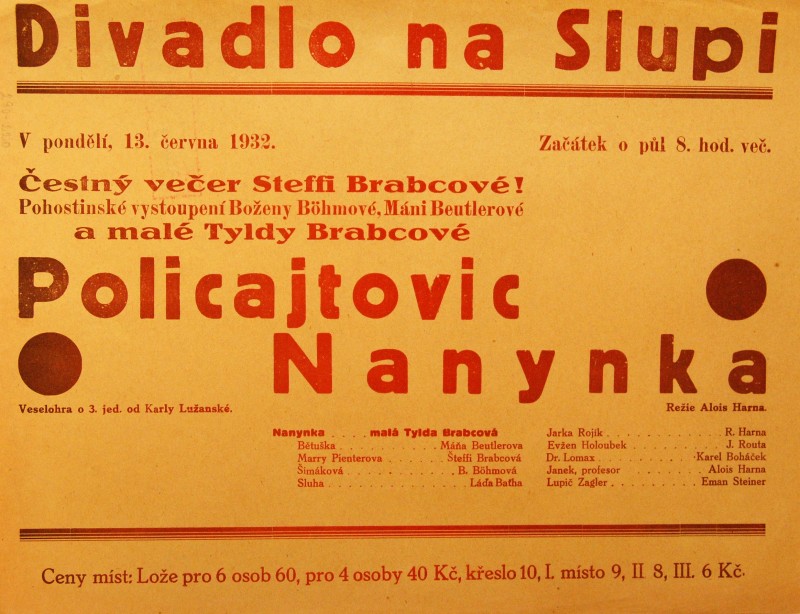 Divadlo na Slupi
V pondělí, 13. června 1932. Začátek o půl 8. hod. več.
Čestný večer Steffi Brabcové!
Pohostinské vystoupení Boženy Böhmové, Máni Beutlerové
a malé Tyldy Brabcové
Policajtovic
Nanynka
Veselohra o 3. jed. od Karly Lužanské. Režie Alois Harna.
Nanynka . . . . malá Tylda Brabcová
Bětuška . . . . . . . . Máňa Beutlerova
Marry Pienterova . . . . . Šteffi Brabcová
Šimáková . . . . . . . . B. Böhmová
Sluha . . . . . . . . . . Láďa Baťha
Jarka Rojík . . . . . . . . . R. Harna
Evžen Holoubek . . . . . . . J. Routa
Dr. Lomax . . . . . . . Karel Boháček
Janek, profesor . . . . . . Alois Harna
Lupič Zagler . . . . . . . Eman Steiner
Ceny míst: Lože pro 6 osob 60, pro 4 osoby 40 Kč, křeslo 10, I. místo 9, II 8, III. 6 Kč.